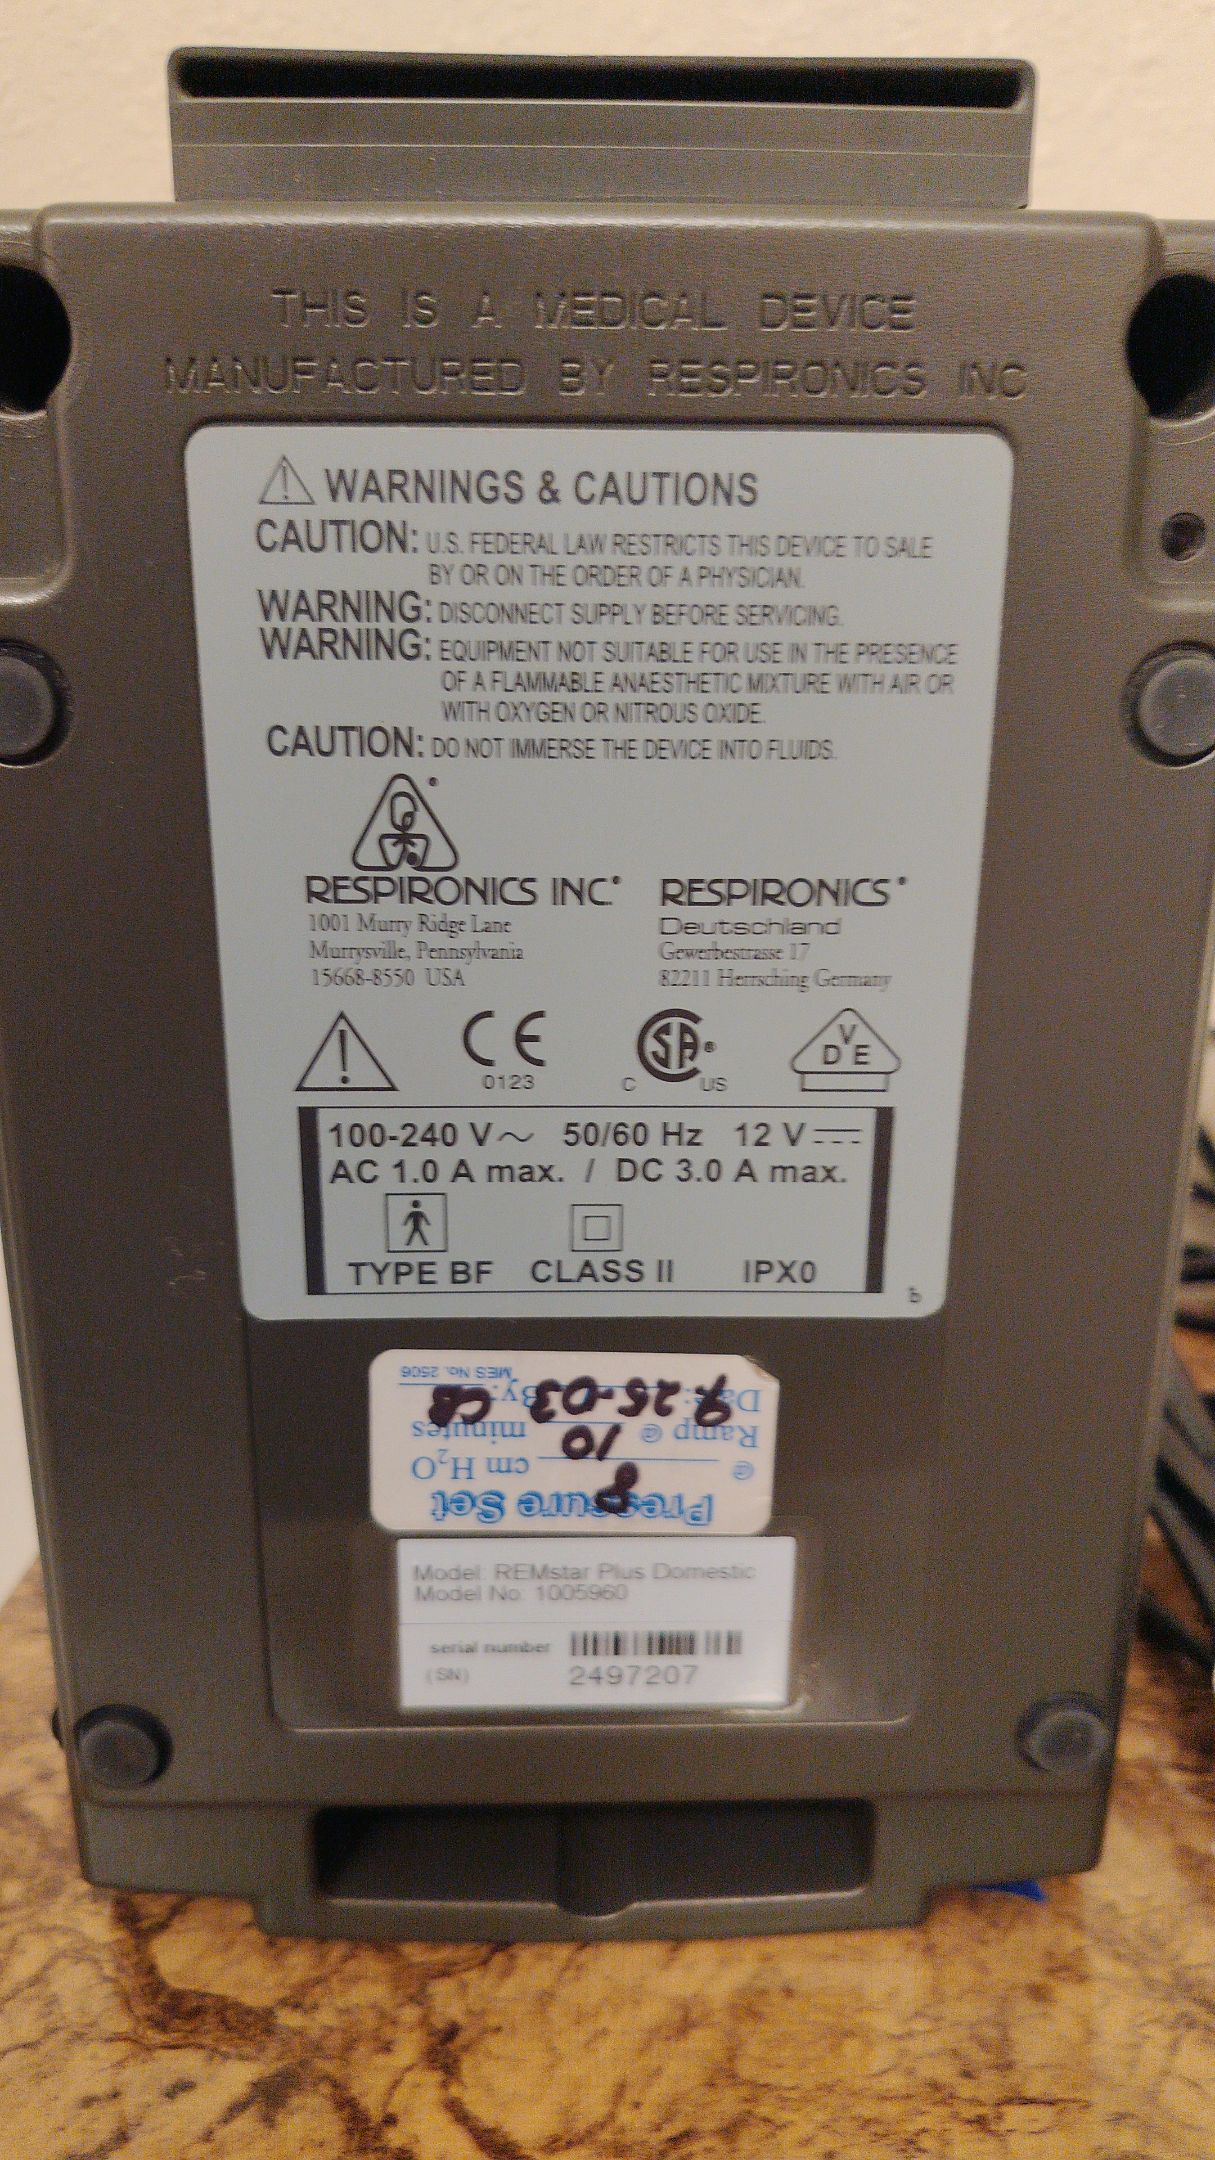 THIS IS A MEDICAL DEVICE
MANUFACTURED BY RESPIRONICS INC
WARNINGS & CAUTIONS
CAUTION: U.S. FEDERAL LAW RESTRICTS THIS DEVICE TO SALE
BY OR ON THE ORDER OF A PHYSICIAN.
WARNING: DISCONNECT SUPPLY BEFORE SERVICING.
WARNING: EQUIPMENT NOT SUITABLE FOR USE IN THE PRESENCE
OF A FLAMMABLE ANAESTHETIC MIXTURE WITH AIR OR
WITH OXYGEN OR NITROUS OXIDE.
CAUTION: DO NOT IMMERSE THE DEVICE INTO FLUIDS.
RESPIRONICS INC.®
1001 Murry Ridge Lane
Murrysville, Pennsylvania
15668-8550 USA
RESPIRONICS®
Deutschland
Gewerbestrasse 17
82211 Herrsching Germany
CE
0123
C SA® US
VDE
100-240 V~ 50/60 Hz 12 V⎓
AC 1.0 A max. / DC 3.0 A max.
TYPE BF CLASS II IPX0
b
Pressure Set
@ 8 cm H₂O
Ramp @ 10 minutes
Date: 9-25-03 By: CB
MES No. 2506
Model: REMstar Plus Domestic
Model No: 1005960
serial number
(SN) 2497207